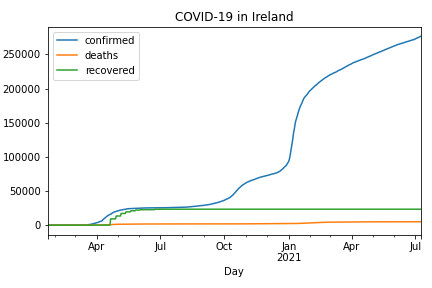 COVID-19 in Ireland
confirmed
deaths
recovered
250000
200000
150000
100000
50000
0
Apr Jul Oct Jan Apr Jul
2021
Day